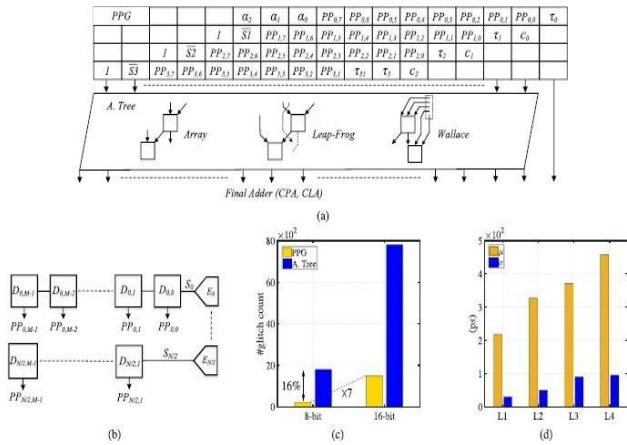 PPG α₂ α₁ α₀ PP₀,₇ PP₀,₆ PP₀,₅ PP₀,₄ PP₀,₃ PP₀,₂ PP₀,₁ PP₀,₀ τ₀
1 S̅1̅ PP₂,₇ PP₁,₆ PP₁,₅ PP₁,₄ PP₁,₃ PP₁,₂ PP₁,₁ PP₁,₀ τ₁ c₀
1 S̅2̅ PP₂,₇ PP₂,₆ PP₂,₅ PP₂,₄ PP₂,₃ PP₂,₂ PP₂,₁ PP₂,₀ τ₂ c₁
1 S̅3̅ PP₃,₇ PP₃,₆ PP₃,₅ PP₃,₄ PP₃,₃ PP₃,₂ PP₃,₁ τ₃₁ τ₃ c₂
A. Tree
Array Leap-Frog Wallace
Final Adder (CPA, CLA)
(a)
D₀,M-1 D₀,M-2 D₀,₁ D₀,₀ S₀ E₀
PP₀,M-1 PP₀,M-2 PP₀,₁ PP₀,₀
DN/2,M-1 DN/2,1 SN/2 EN/2
PPN/2,M-1 PPN/2,1
(b)
×10²
80
60
40
20
0
#glitch count
PPG
A. Tree
16%
x7
8-bit 16-bit
(c)
×10²
5
4
3
2
1
0
(ps)
σ
L1 L2 L3 L4
(d)